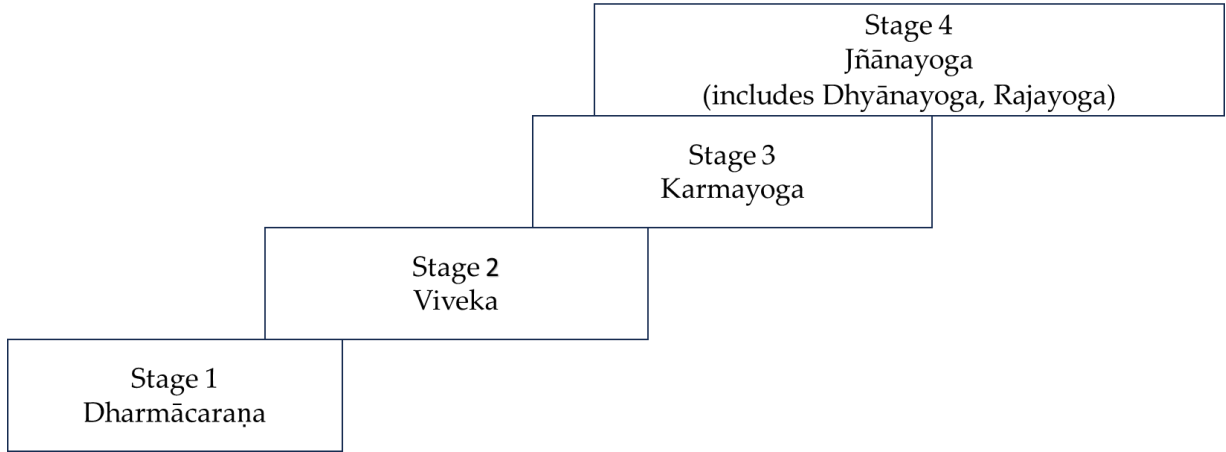 Stage 4
Jñānayoga
(includes Dhyānayoga, Rajayoga)
Stage 3
Karmayoga
Stage 2
Viveka
Stage 1
Dharmācaraṇa